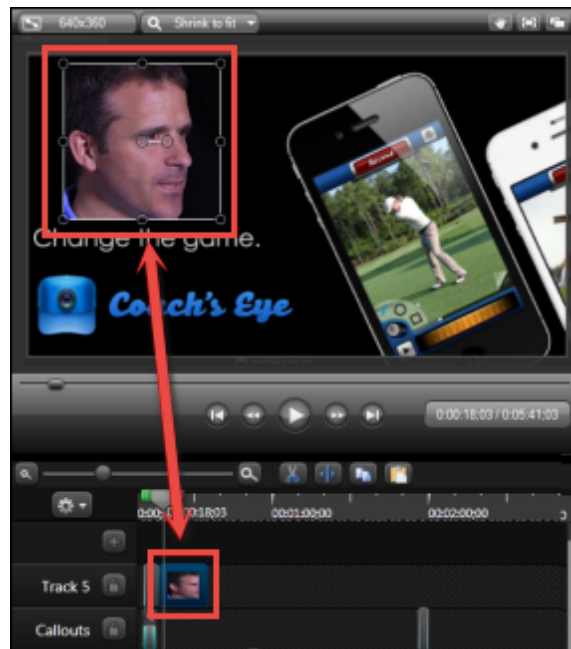 640x360 Shrink to fit
Record
Change the game.
Coach's Eye
0:00:18;03 / 0:05:41;03
0:00: 0:00:18;03 00:01:00;00 00:02:00;00
Track 5
Callouts